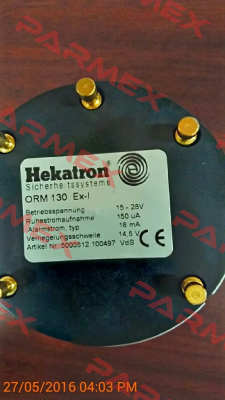 PARMEX
Hekatron®
Sicherheitssysteme
ORM 130 Ex-I
Betriebsspannung 15 - 28V
Ruhestromaufnahme 150 uA
Alarmstrom, typ 18 mA
Verriegelungsschwelle 14,5 V
Artikel Nr. 5000512 100497 VdS CE
27/05/2016 04:03 PM